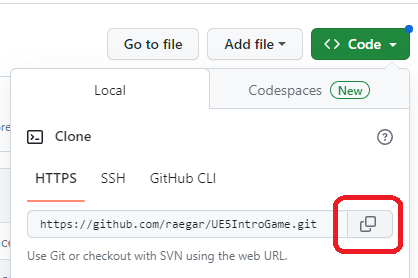 Go to file
Add file
<> Code
Local
Codespaces New
Clone
HTTPS SSH GitHub CLI
https://github.com/raegar/UE5IntroGame.git
Use Git or checkout with SVN using the web URL.